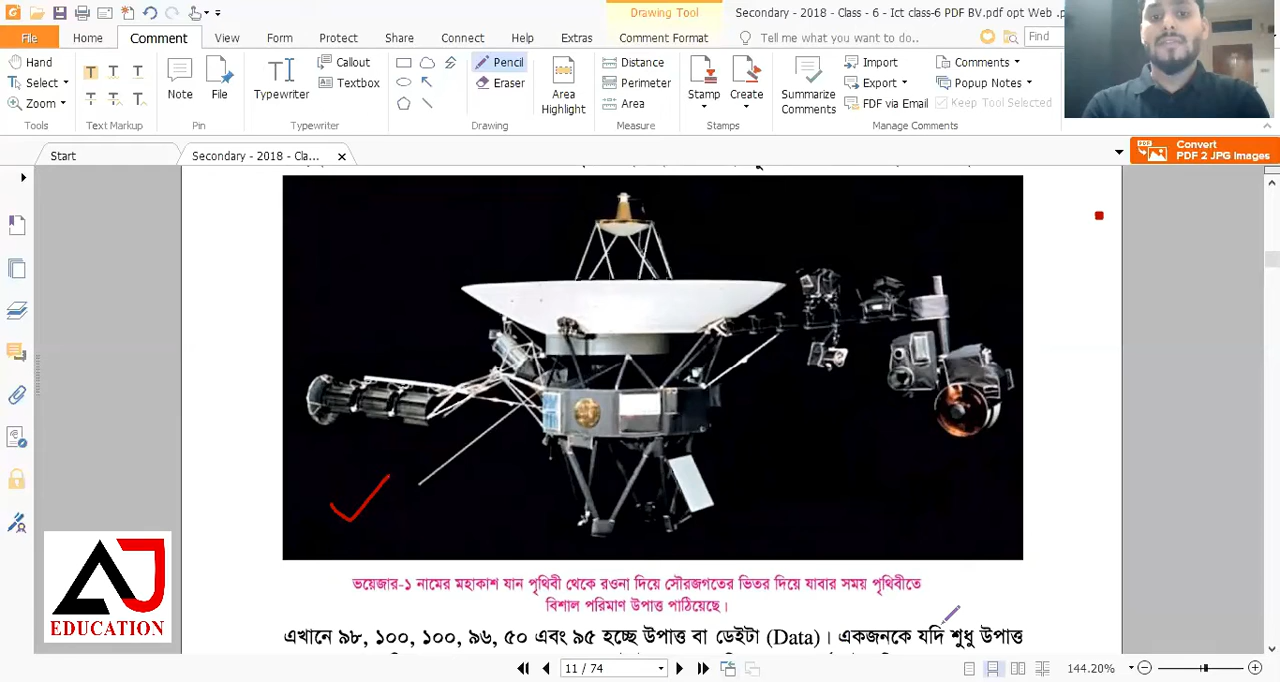 Drawing Tool
Secondary - 2018 - Class - 6 - Ict class-6 PDF BV.pdf opt Web .p
File Home Comment View Form Protect Share Connect Help Extras Comment Format Tell me what you want to do.. Find
Hand
Select
Zoom
Tools
Text Markup
Note
File
Pin
Typewriter
Callout
Textbox
Typewriter
Pencil
Eraser
Drawing
Area
Highlight
Distance
Perimeter
Area
Measure
Stamp
Create
Stamps
Summarize
Comments
Import
Export
FDF via Email
Comments
Popup Notes
Keep Tool Selected
Manage Comments
Start
Secondary - 2018 - Cla...
Convert
PDF 2 JPG Images
ভয়েজার-১ নামের মহাকাশ যান পৃথিবী থেকে রওনা দিয়ে সৌরজগতের ভিতর দিয়ে যাবার সময় পৃথিবীতে
বিশাল পরিমাণ উপাত্ত পাঠিয়েছে।
এখানে ৯৮, ১০০, ১০০, ৯৬, ৫০ এবং ৯৫ হচ্ছে উপাত্ত বা ডেইটা (Data)। একজনকে যদি শুধু উপাত্ত
AJ
EDUCATION
11 / 74
144.20%